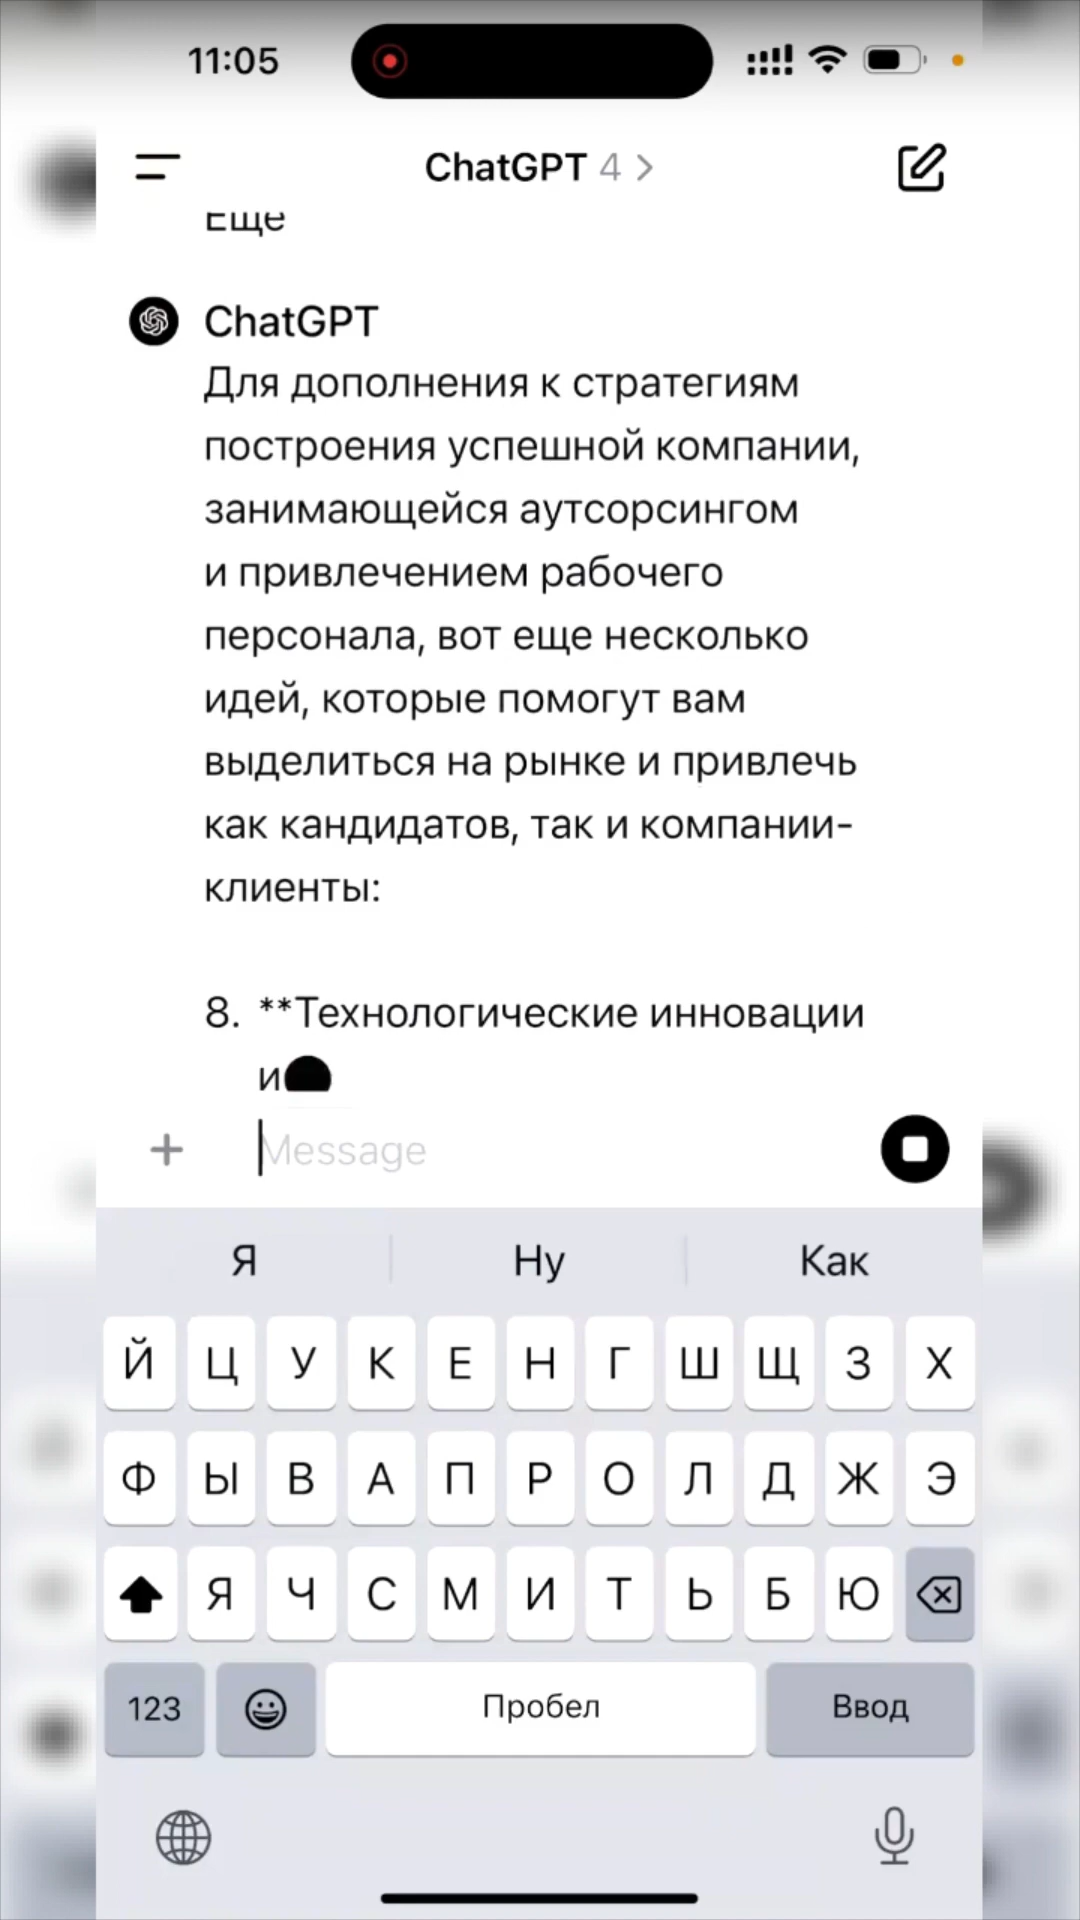 11:05
ChatGPT 4
Еще
ChatGPT
Для дополнения к стратегиям
построения успешной компании,
занимающейся аутсорсингом
и привлечением рабочего
персонала, вот еще несколько
идей, которые помогут вам
выделиться на рынке и привлечь
как кандидатов, так и компании-
клиенты:
8. **Технологические инновации
и
Message
Я Ну Как
Й Ц У К Е Н Г Ш Щ З Х
Ф Ы В А П Р О Л Д Ж Э
Я Ч С М И Т Ь Б Ю
123 Пробел Ввод